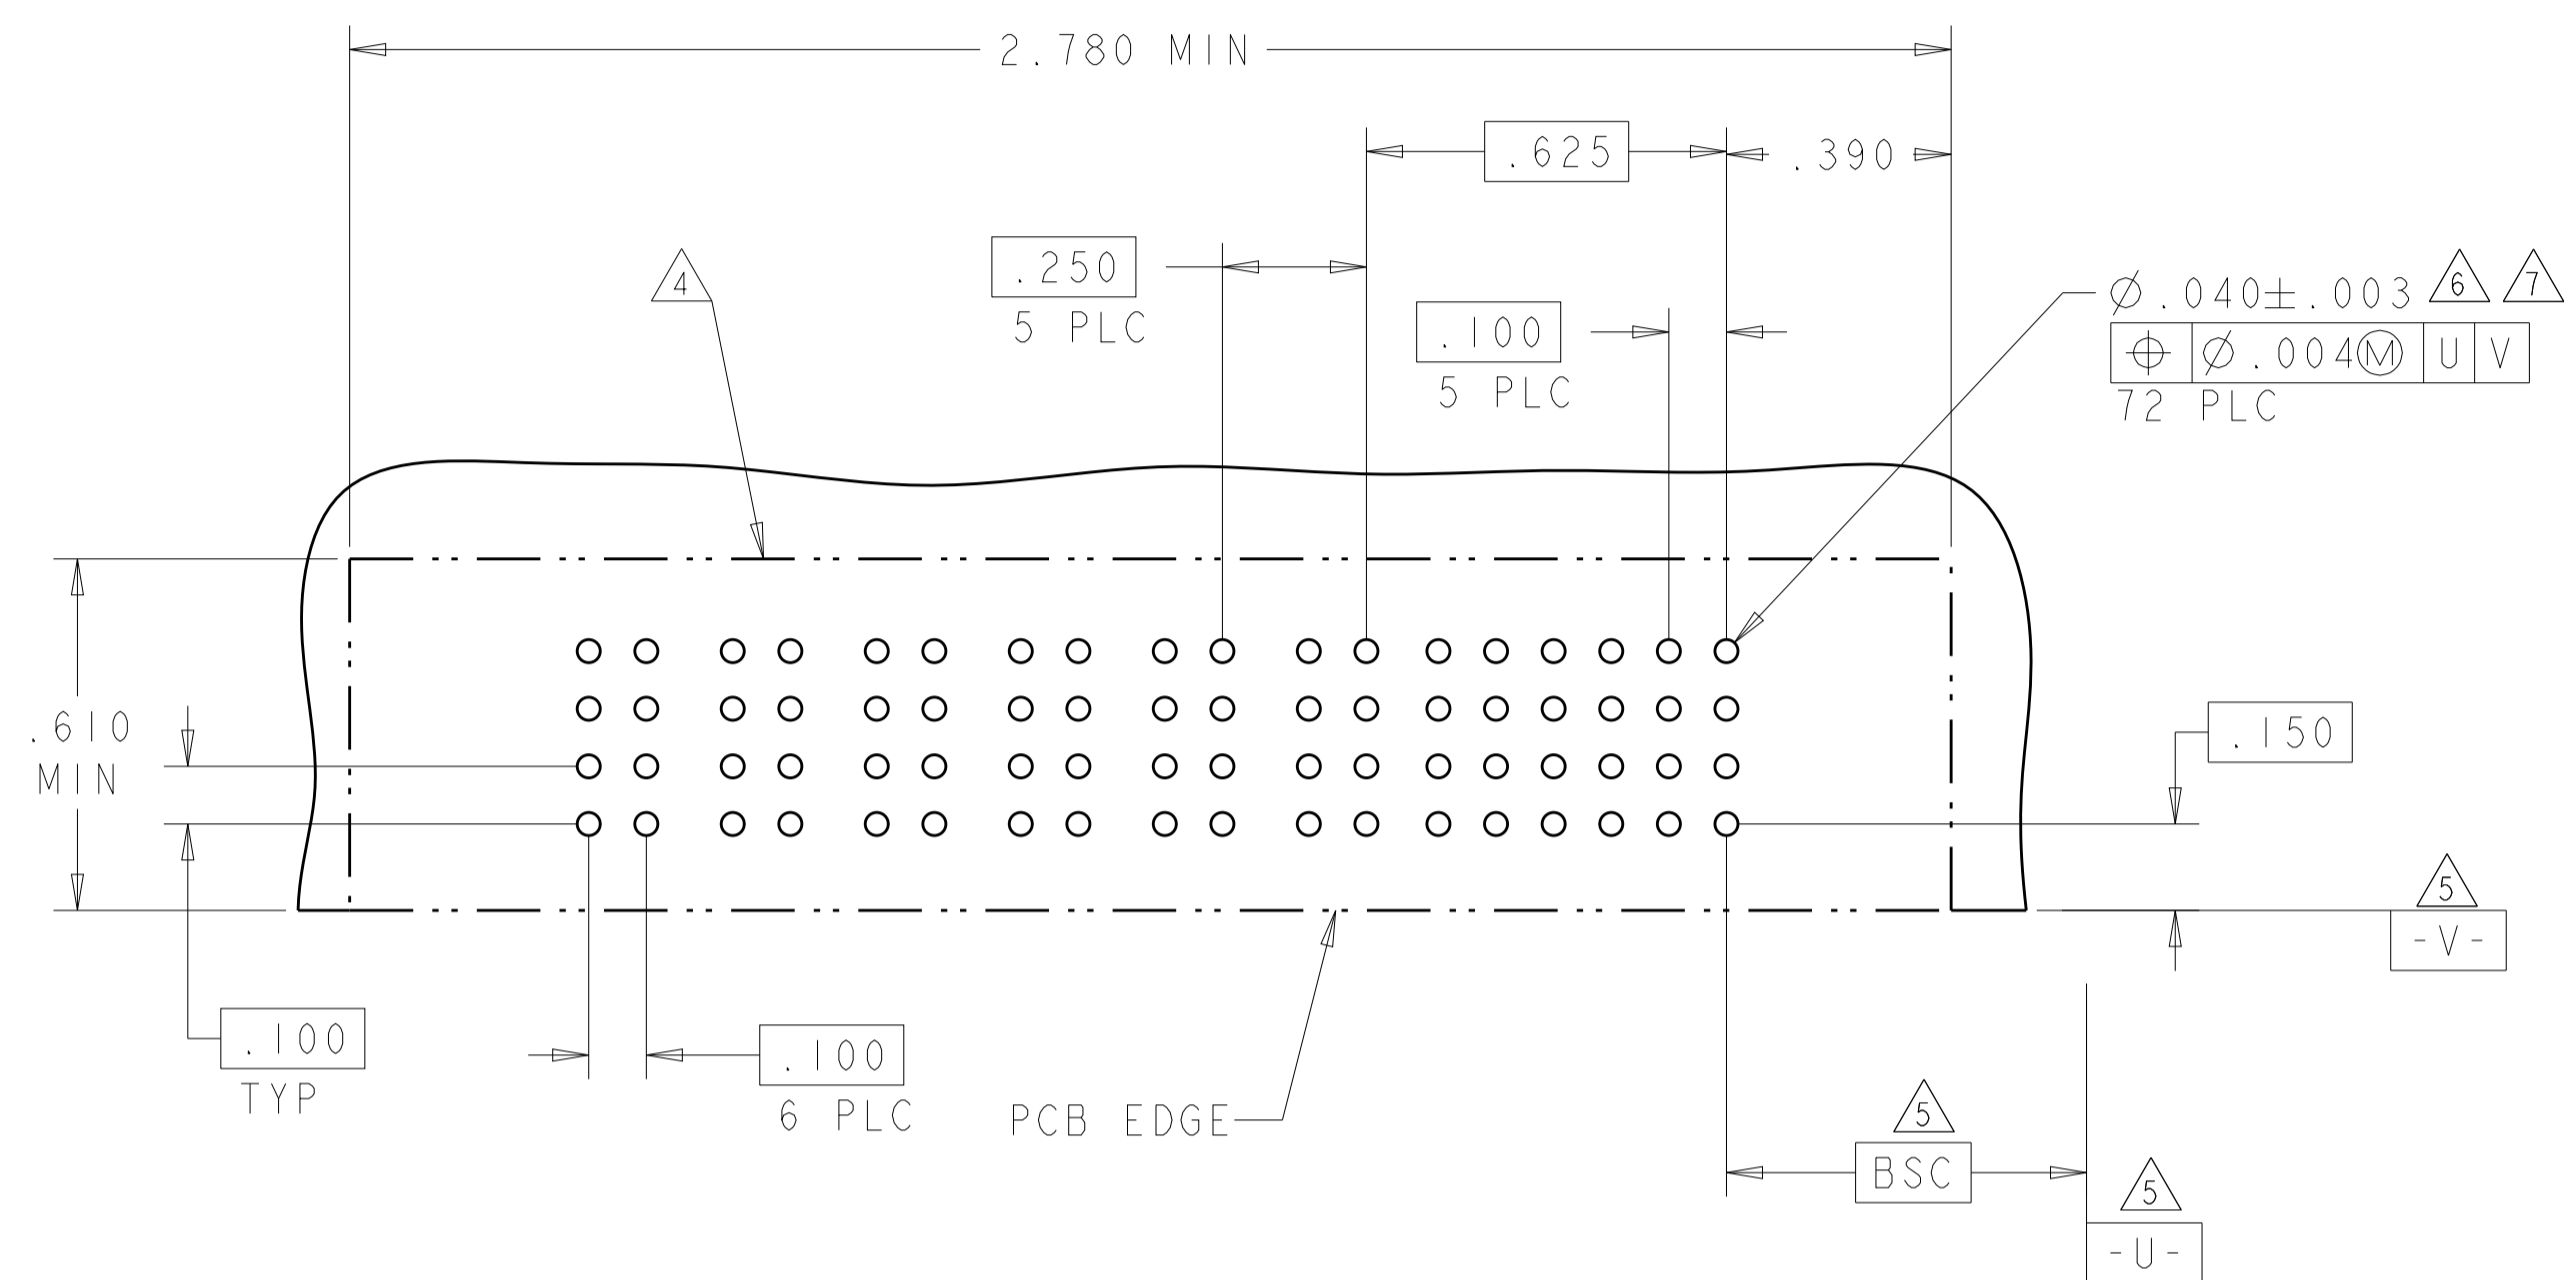 2.780 MIN
.625
.390
.250
5 PLC
4
.100
5 PLC
Ø.040±.003 6 7
⌖ Ø.004Ⓜ U V
72 PLC
.610
MIN
.150
5
-V-
.100
TYP
.100
6 PLC
PCB EDGE
5
BSC
5
-U-